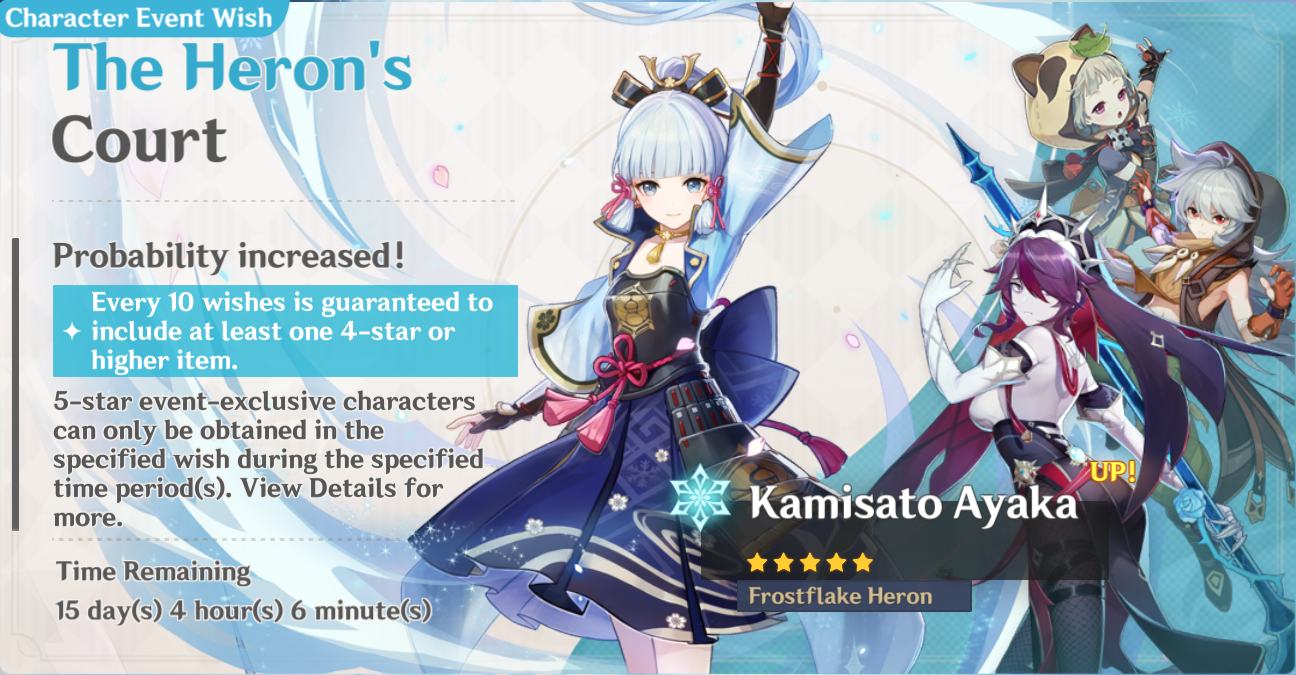 Character Event Wish
The Heron's
Court
Probability increased!
Every 10 wishes is guaranteed to
✦ include at least one 4-star or
higher item.
5-star event-exclusive characters
can only be obtained in the
specified wish during the specified
time period(s). View Details for
more.
Time Remaining
15 day(s) 4 hour(s) 6 minute(s)
UP!
Kamisato Ayaka
Frostflake Heron